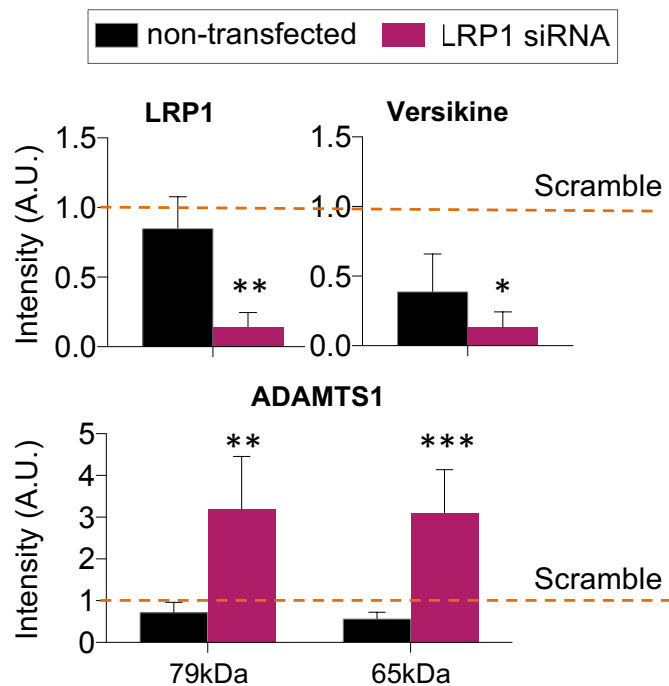 non-transfected LRP1 siRNA
LRP1 Versikine
Intensity (A.U.)
1.5
1.0
0.5
0.0
**
1.5
1.0
0.5
0.0
*
Scramble
ADAMTS1
Intensity (A.U.)
5
4
3
2
1
0
** ***
Scramble
79kDa 65kDa